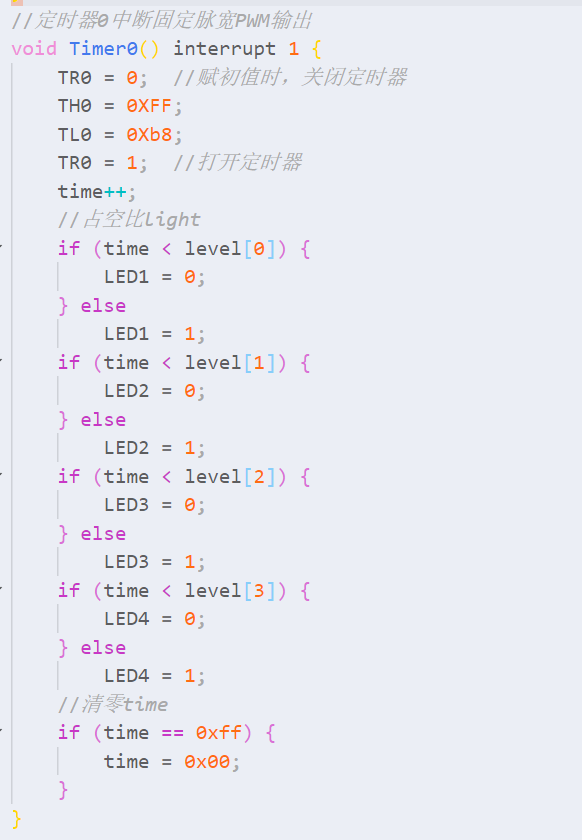 //定时器0中断固定脉宽PWM输出
void Timer0() interrupt 1 {
    TR0 = 0;  //赋初值时，关闭定时器
    TH0 = 0XFF;
    TL0 = 0Xb8;
    TR0 = 1;  //打开定时器
    time++;
    //占空比light
    if (time < level[0]) {
        LED1 = 0;
    } else
        LED1 = 1;
    if (time < level[1]) {
        LED2 = 0;
    } else
        LED2 = 1;
    if (time < level[2]) {
        LED3 = 0;
    } else
        LED3 = 1;
    if (time < level[3]) {
        LED4 = 0;
    } else
        LED4 = 1;
    //清零time
    if (time == 0xff) {
        time = 0x00;
    }
}